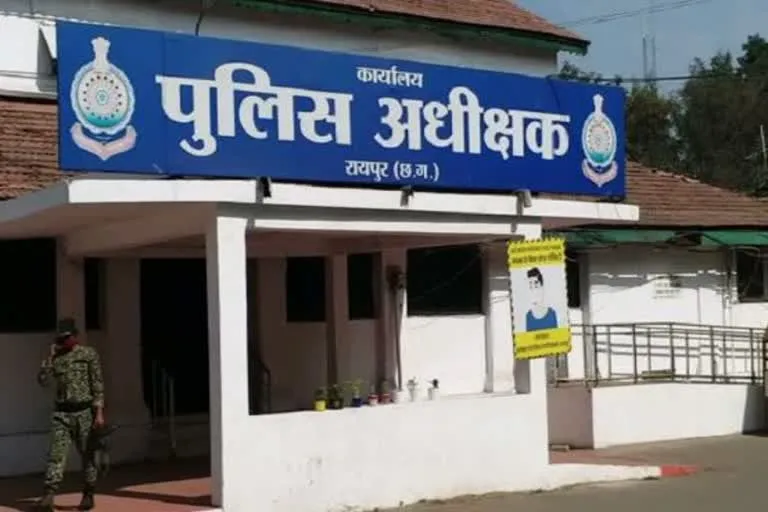 कार्यालय
पुलिस अधीक्षक
रायपुर (छ.ग.)